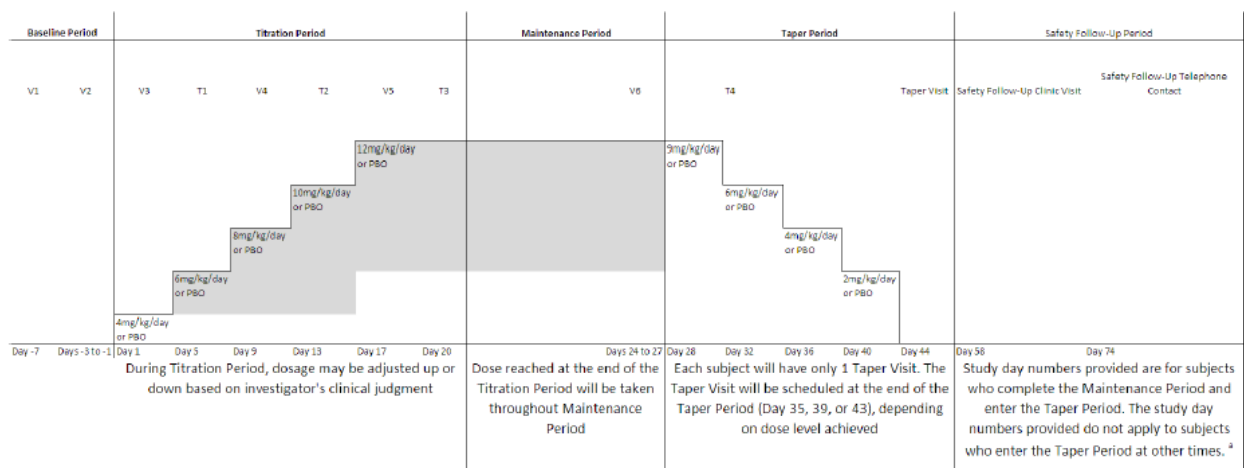 Baseline Period
Titration Period
Maintenance Period
Taper Period
Safety Follow-Up Period
V1
V2
V3
T1
V4
T2
V5
T3
V6
T4
Taper Visit
Safety Follow-Up Clinic Visit
Safety Follow-Up Telephone
Contact
12mg/kg/day
or PBO
10mg/kg/day
or PBO
8mg/kg/day
or PBO
6mg/kg/day
or PBO
4mg/kg/day
or PBO
9mg/kg/day
or PBO
6mg/kg/day
or PBO
4mg/kg/day
or PBO
2mg/kg/day
or PBO
Day -7
Days -3 to -1
Day 1
Day 5
Day 9
Day 13
Day 17
Day 20
Days 24 to 27
Day 28
Day 32
Day 36
Day 40
Day 44
Day 58
Day 74
During Titration Period, dosage may be adjusted up or
down based on investigator's clinical judgment
Dose reached at the end of the
Titration Period will be taken
throughout Maintenance
Period
Each subject will have only 1 Taper Visit. The
Taper Visit will be scheduled at the end of the
Taper Period (Day 35, 39, or 43), depending
on dose level achieved
Study day numbers provided are for subjects
who complete the Maintenance Period and
enter the Taper Period. The study day
numbers provided do not apply to subjects
who enter the Taper Period at other times. a